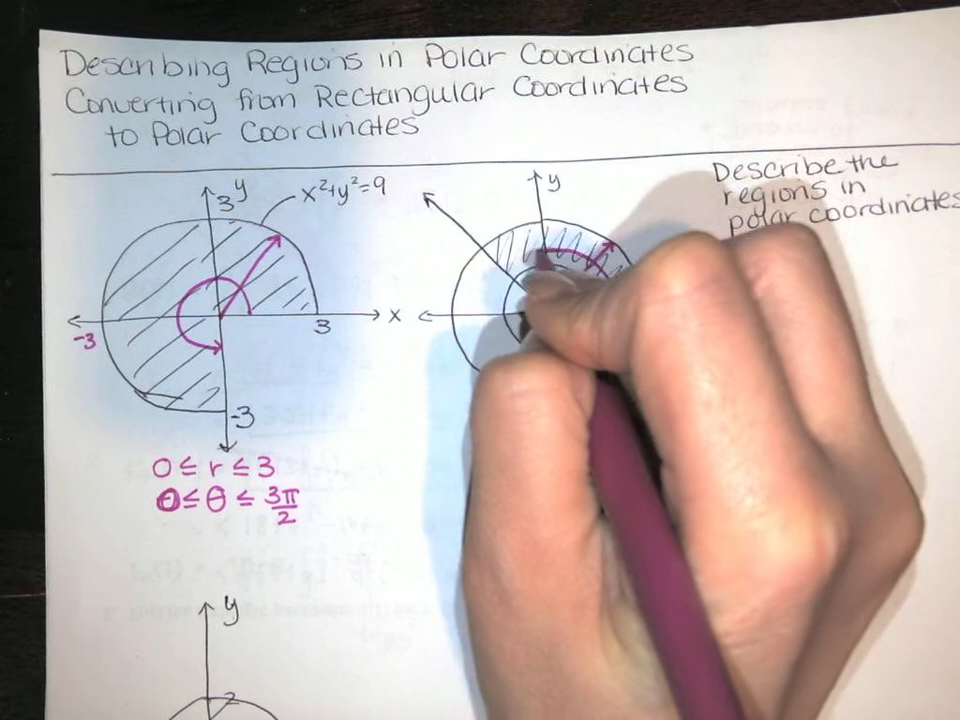 Describing Regions in Polar Coordinates
Converting from Rectangular Coordinates
to Polar Coordinates
Describe the
regions in
polar coordinates
y
3
x²+y²=9
x
-3
3
-3
0 ≤ r ≤ 3
0 ≤ θ ≤ 3π/2
y
y
2